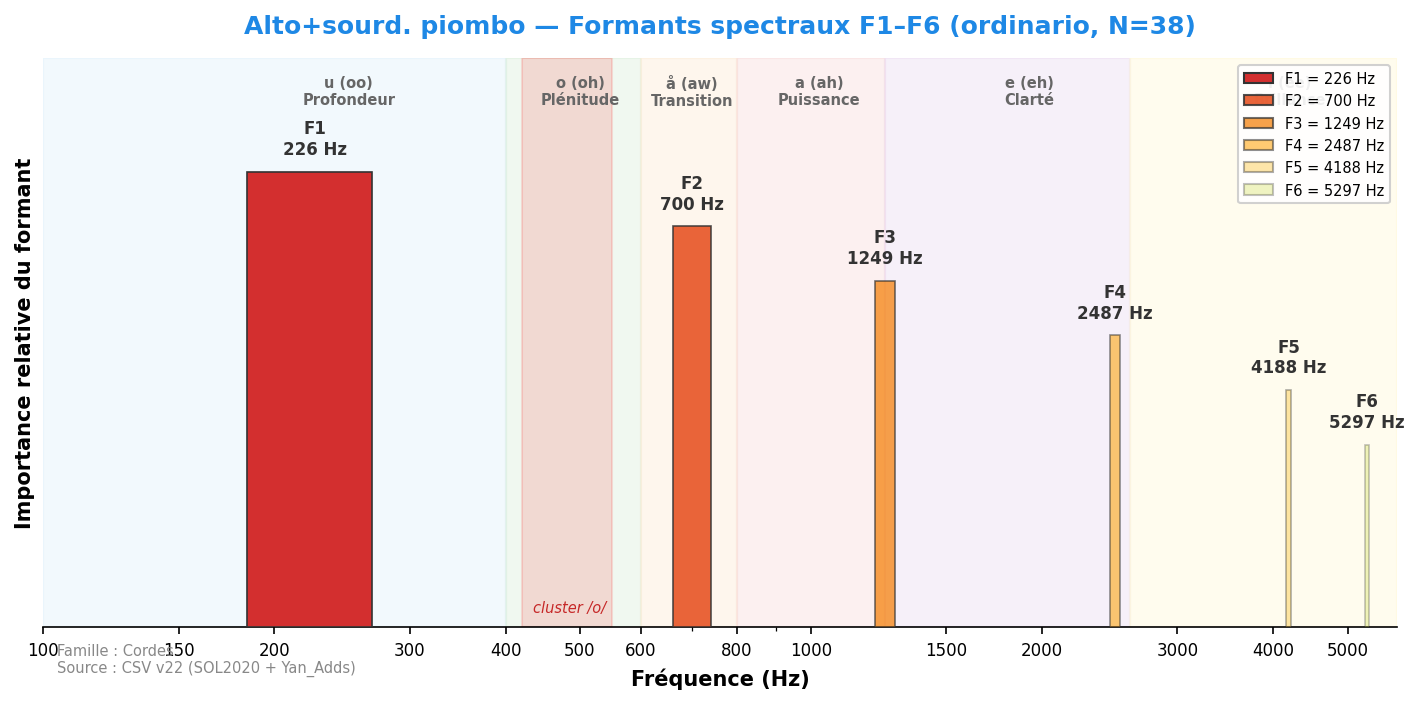 Alto+sourd. piombo — Formants spectraux F1–F6 (ordinario, N=38)
u (oo)
Profondeur
o (oh)
Plénitude
å (aw)
Transition
a (ah)
Puissance
e (eh)
Clarté
F1 = 226 Hz
F2 = 700 Hz
F3 = 1249 Hz
F4 = 2487 Hz
F5 = 4188 Hz
F6 = 5297 Hz
F1
226 Hz
F2
700 Hz
F3
1249 Hz
F4
2487 Hz
F5
4188 Hz
F6
5297 Hz
Importance relative du formant
cluster /o/
100 150 200 300 400 500 600 800 1000 1500 2000 3000 4000 5000
Famille : Cordes
Source : CSV v22 (SOL2020 + Yan_Adds)
Fréquence (Hz)